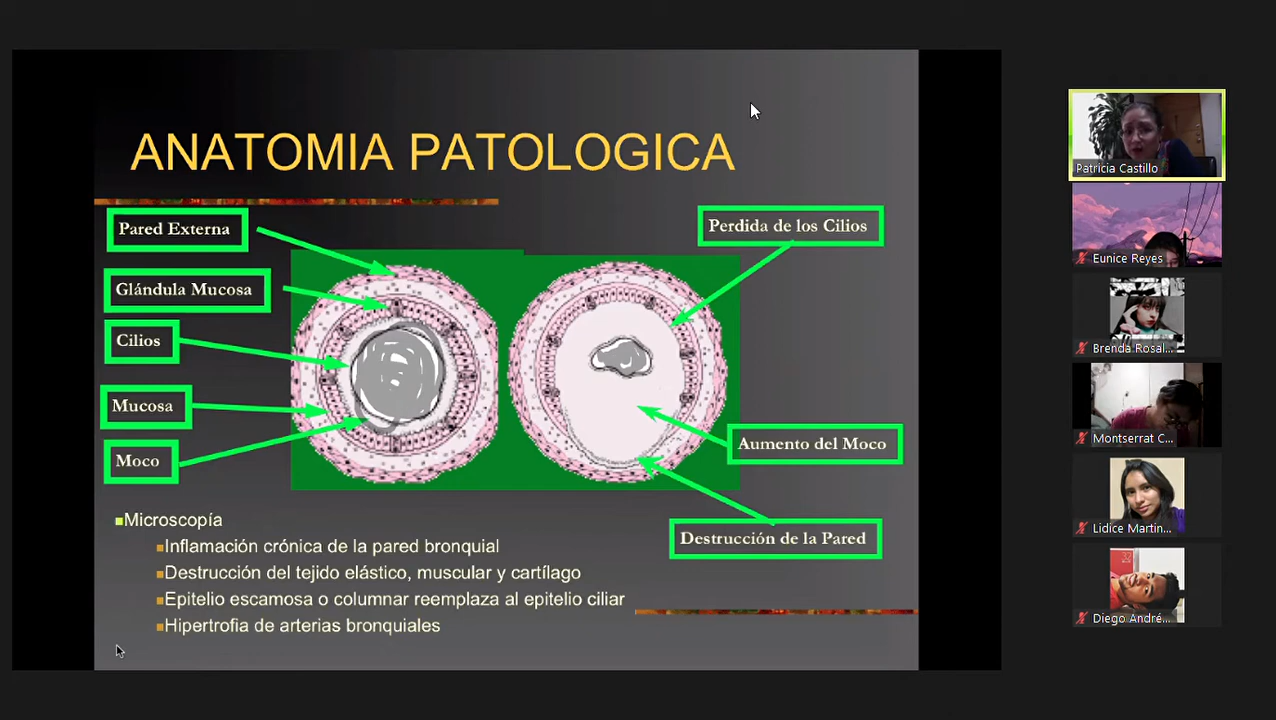 ANATOMIA PATOLOGICA
Pared Externa
Glándula Mucosa
Cilios
Mucosa
Moco
Perdida de los Cilios
Aumento del Moco
Destrucción de la Pared
Microscopía
Inflamación crónica de la pared bronquial
Destrucción del tejido elástico, muscular y cartílago
Epitelio escamosa o columnar reemplaza al epitelio ciliar
Hipertrofia de arterias bronquiales
Patricia Castillo
Eunice Reyes
Brenda Rosal...
Montserrat C...
Lidice Martin...
Diego André...